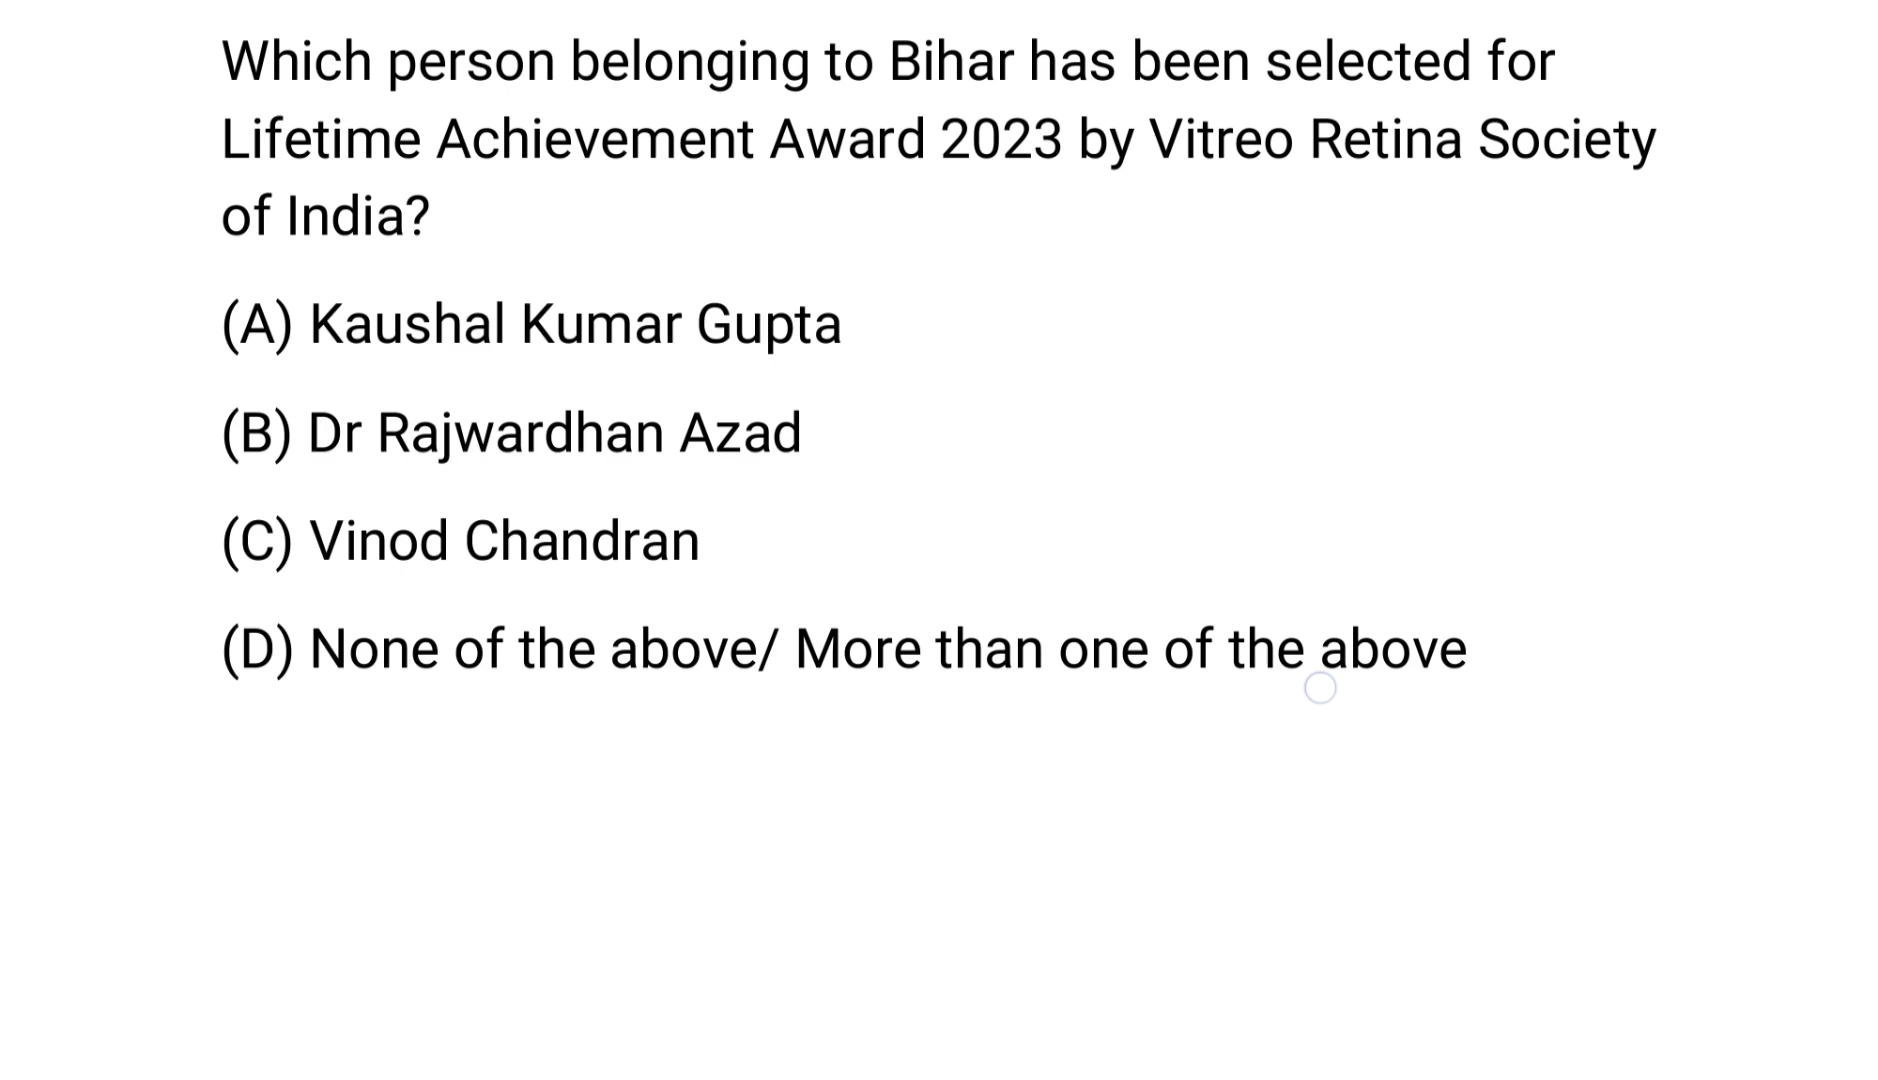 Which person belonging to Bihar has been selected for
Lifetime Achievement Award 2023 by Vitreo Retina Society
of India?
(A) Kaushal Kumar Gupta
(B) Dr Rajwardhan Azad
(C) Vinod Chandran
(D) None of the above/ More than one of the above